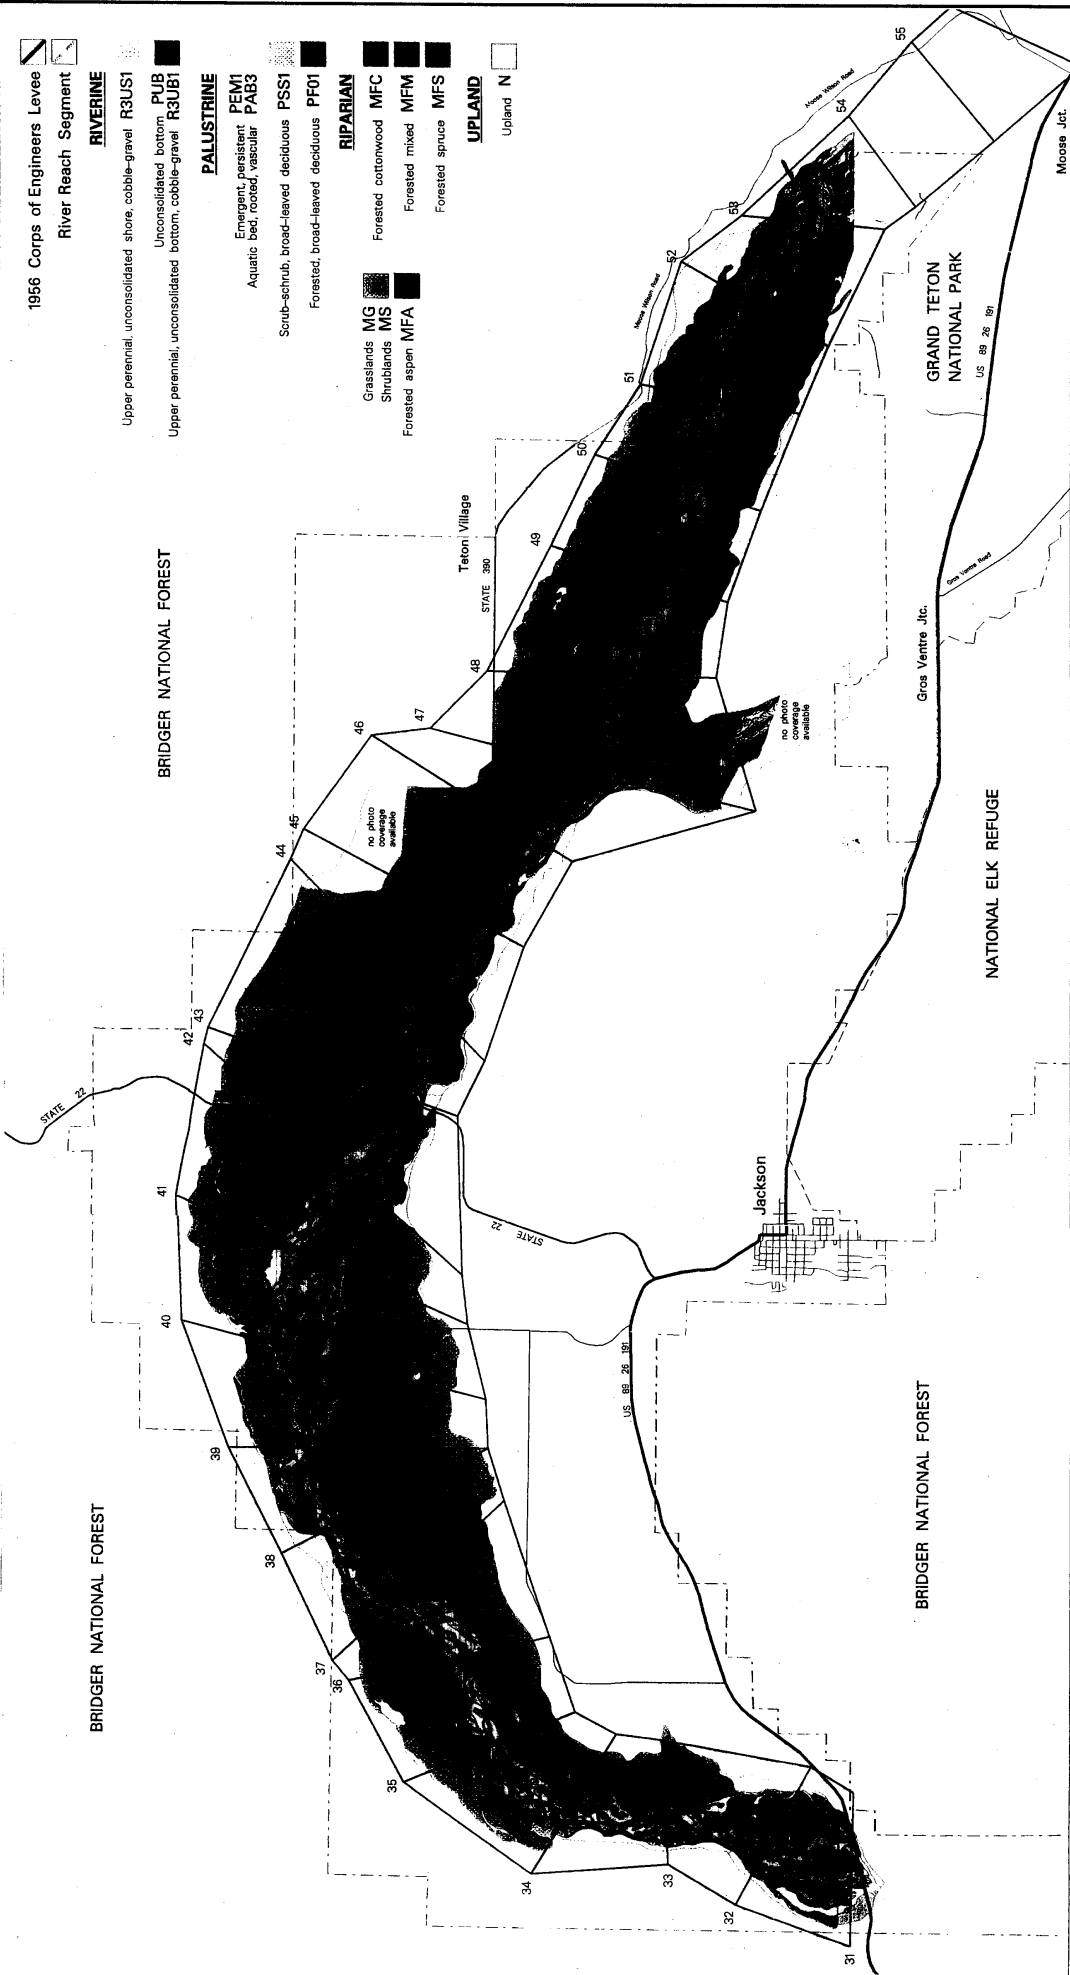 1956 Corps of Engineers Levee
River Reach Segment
RIVERINE
Upper perennial, unconsolidated shore, cobble-gravel R3US1
Unconsolidated bottom PUB
Upper perennial, unconsolidated bottom, cobble-gravel R3UB1
PALUSTRINE
Emergent, persistent PEM1
Aquatic bed, rooted, vascular PAB3
Scrub-schrub, broad-leaved deciduous PSS1
Forested, broad-leaved deciduous PF01
RIPARIAN
Grasslands MG
Shrublands MS
Forested aspen MFA
Forested cottonwood MFC
Forested mixed MFM
Forested spruce MFS
UPLAND
Upland N
BRIDGER NATIONAL FOREST
BRIDGER NATIONAL FOREST
STATE 22
31
32
33
34
35
36
37
38
39
40
41
42
43
44
45
46
47
48
49
50
51
52
53
54
55
no photo
coverage
available
Teton Village
STATE 390
Moose Wilson Road
Moose Wilson Road
no photo
coverage
available
STATE 22
US 89 26 191
Jackson
BRIDGER NATIONAL FOREST
NATIONAL ELK REFUGE
Gros Ventre Jtc.
Gros Ventre Road
GRAND TETON
NATIONAL PARK
US 89 26 191
Moose Jct.